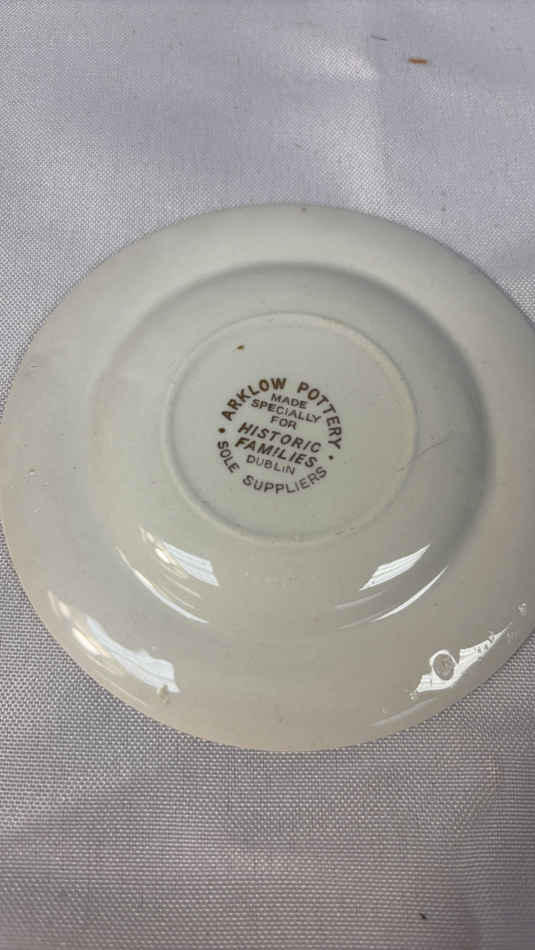 • ARKLOW POTTERY •
MADE
SPECIALLY
FOR
HISTORIC
FAMILIES
DUBLIN
SOLE SUPPLIERS